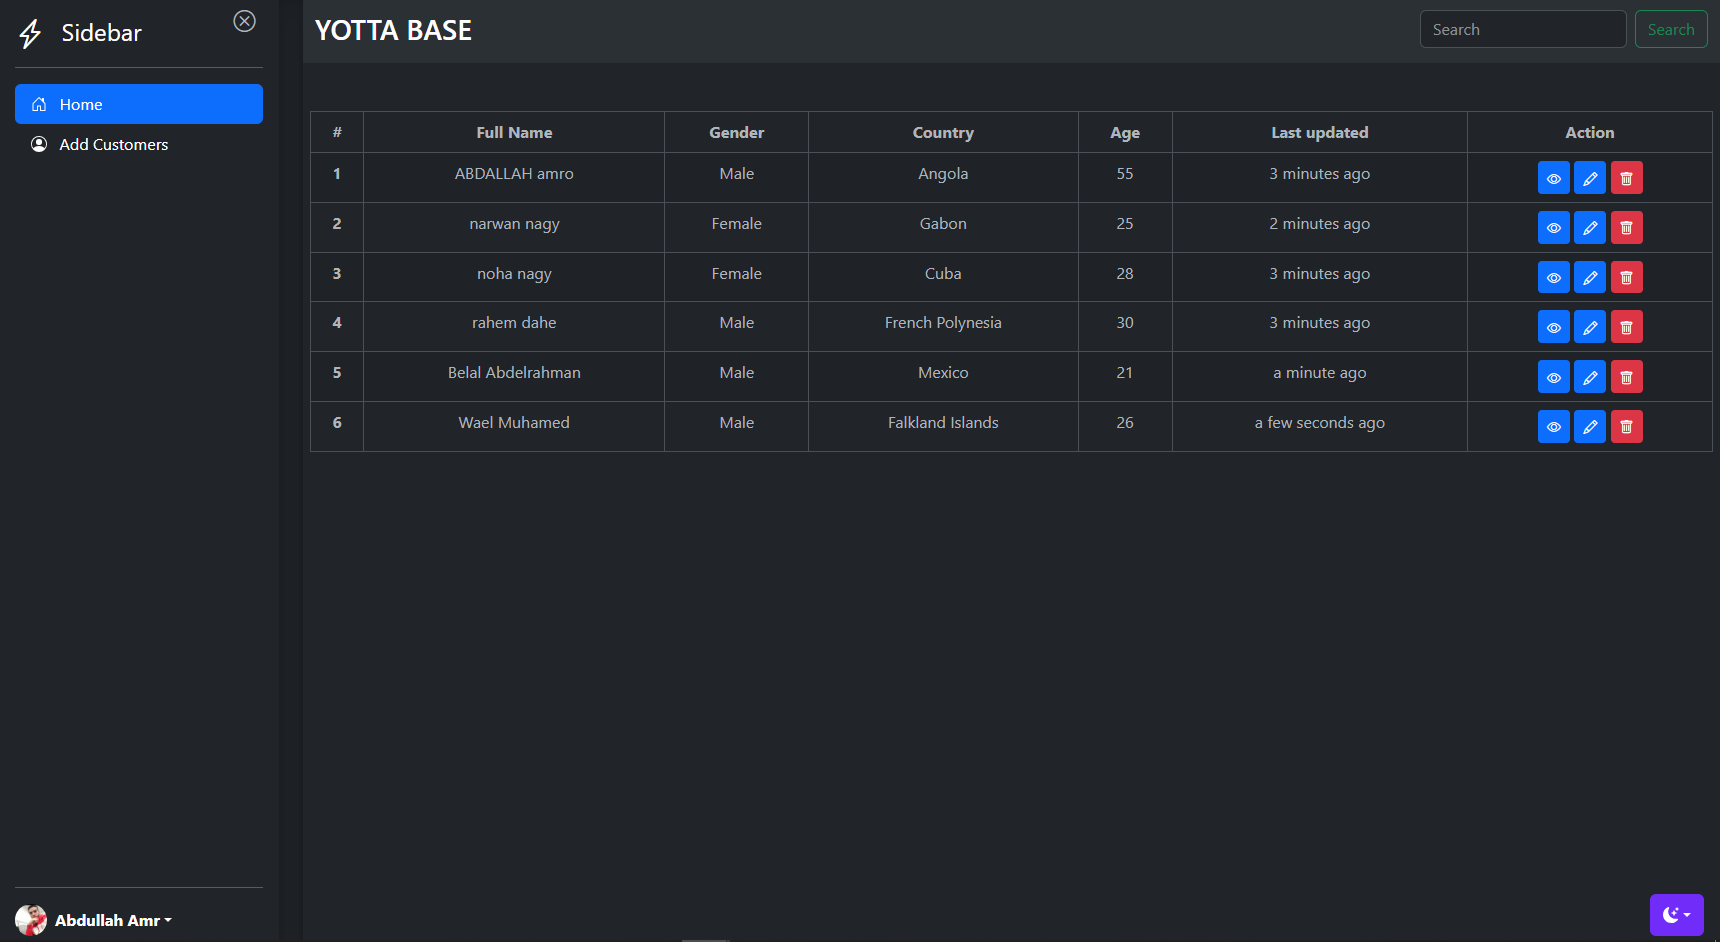 Sidebar
Home
Add Customers
Abdullah Amr
YOTTA BASE
Search Search
# Full Name Gender Country Age Last updated Action
1 ABDALLAH amro Male Angola 55 3 minutes ago
2 narwan nagy Female Gabon 25 2 minutes ago
3 noha nagy Female Cuba 28 3 minutes ago
4 rahem dahe Male French Polynesia 30 3 minutes ago
5 Belal Abdelrahman Male Mexico 21 a minute ago
6 Wael Muhamed Male Falkland Islands 26 a few seconds ago